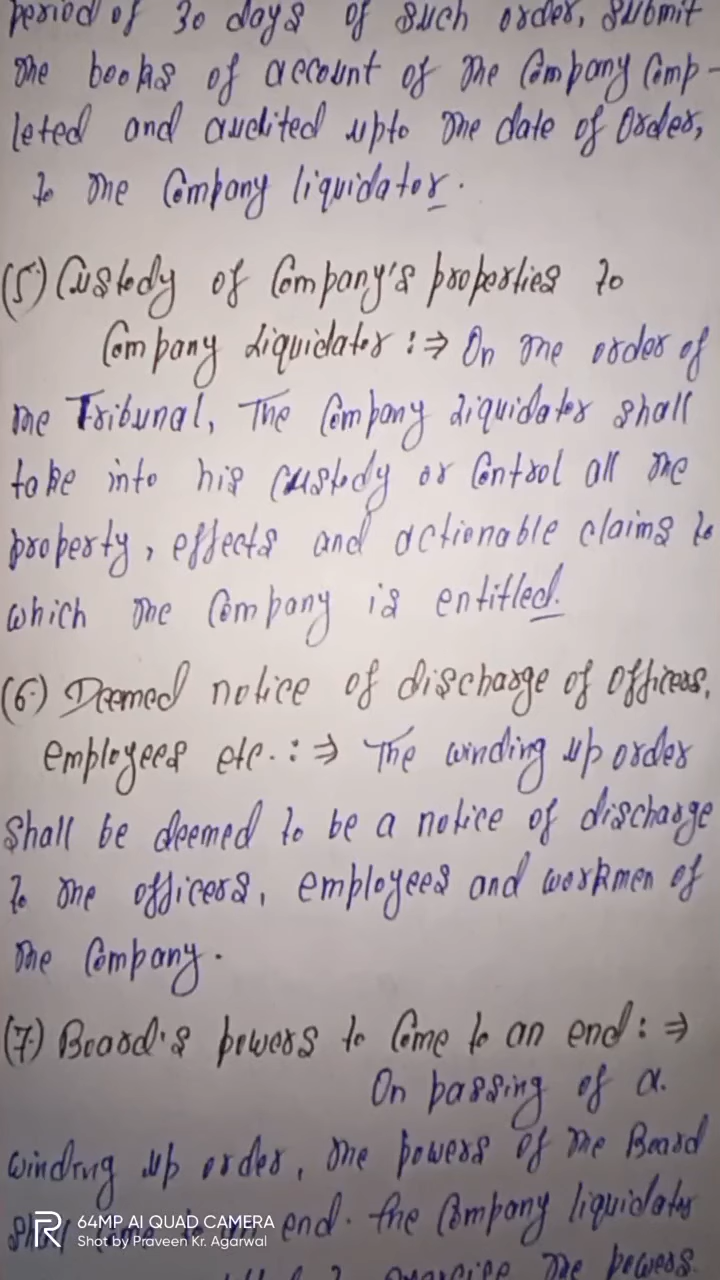 period of 30 days of such order, submit
the books of account of the Company Comp-
leted and audited upto the date of Order,
to the Company liquidator.
(5.) Custody of Company's properties to
Company Liquidator :⇒ On the order of
the Tribunal, The Company Liquidator shall
take into his custody or Control all the
property, effects and actionable claims to
which the Company is entitled.
(6.) Deemed notice of discharge of officers,
employees etc. :⇒ The winding up order
shall be deemed to be a notice of discharge
to the officers, employees and workmen of
the Company.
(7.) Board's powers to Come to an end :⇒
On passing of a.
winding up order, the powers of the Board
shall end. The Company liquidator
64MP AI QUAD CAMERA
Shot by Praveen Kr. Agarwal
exercise the powers